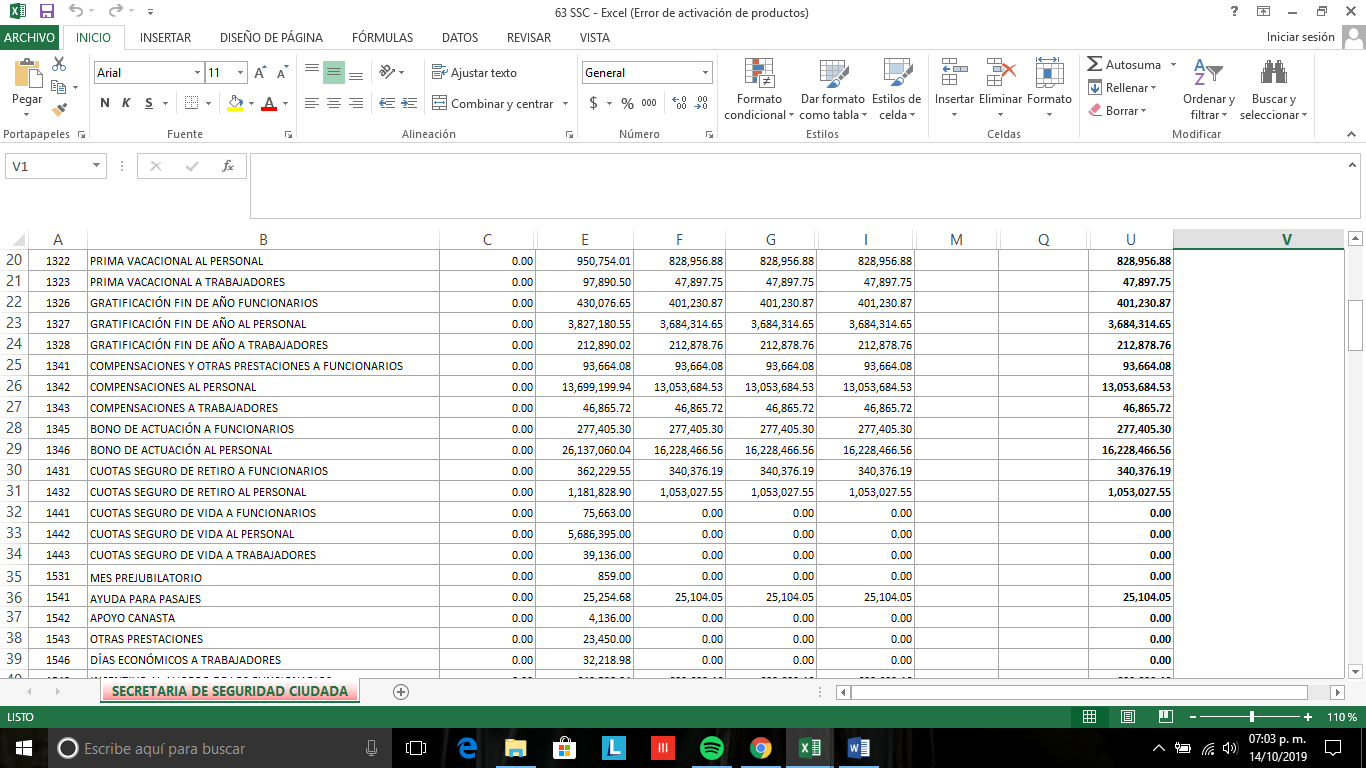 63 SSC - Excel (Error de activación de productos)
ARCHIVO INICIO INSERTAR DISEÑO DE PÁGINA FÓRMULAS DATOS REVISAR VISTA Iniciar sesión
Pegar
Arial 11
N K S
Ajustar texto
Combinar y centrar
General
$ % 000
Formato condicional
Dar formato como tabla
Estilos de celda
Insertar Eliminar Formato
Autosuma
Rellenar
Borrar
Ordenar y filtrar
Buscar y seleccionar
Portapapeles Fuente Alineación Número Estilos Celdas Modificar
V1 fx
A B C E F G I M Q U V
20 1322 PRIMA VACACIONAL AL PERSONAL 0.00 950,754.01 828,956.88 828,956.88 828,956.88 828,956.88
21 1323 PRIMA VACACIONAL A TRABAJADORES 0.00 97,890.50 47,897.75 47,897.75 47,897.75 47,897.75
22 1326 GRATIFICACIÓN FIN DE AÑO FUNCIONARIOS 0.00 430,076.65 401,230.87 401,230.87 401,230.87 401,230.87
23 1327 GRATIFICACIÓN FIN DE AÑO AL PERSONAL 0.00 3,827,180.55 3,684,314.65 3,684,314.65 3,684,314.65 3,684,314.65
24 1328 GRATIFICACIÓN FIN DE AÑO A TRABAJADORES 0.00 212,890.02 212,878.76 212,878.76 212,878.76 212,878.76
25 1341 COMPENSACIONES Y OTRAS PRESTACIONES A FUNCIONARIOS 0.00 93,664.08 93,664.08 93,664.08 93,664.08 93,664.08
26 1342 COMPENSACIONES AL PERSONAL 0.00 13,699,199.94 13,053,684.53 13,053,684.53 13,053,684.53 13,053,684.53
27 1343 COMPENSACIONES A TRABAJADORES 0.00 46,865.72 46,865.72 46,865.72 46,865.72 46,865.72
28 1345 BONO DE ACTUACIÓN A FUNCIONARIOS 0.00 277,405.30 277,405.30 277,405.30 277,405.30 277,405.30
29 1346 BONO DE ACTUACIÓN AL PERSONAL 0.00 26,137,060.04 16,228,466.56 16,228,466.56 16,228,466.56 16,228,466.56
30 1431 CUOTAS SEGURO DE RETIRO A FUNCIONARIOS 0.00 362,229.55 340,376.19 340,376.19 340,376.19 340,376.19
31 1432 CUOTAS SEGURO DE RETIRO AL PERSONAL 0.00 1,181,828.90 1,053,027.55 1,053,027.55 1,053,027.55 1,053,027.55
32 1441 CUOTAS SEGURO DE VIDA A FUNCIONARIOS 0.00 75,663.00 0.00 0.00 0.00 0.00
33 1442 CUOTAS SEGURO DE VIDA AL PERSONAL 0.00 5,686,395.00 0.00 0.00 0.00 0.00
34 1443 CUOTAS SEGURO DE VIDA A TRABAJADORES 0.00 39,136.00 0.00 0.00 0.00 0.00
35 1531 MES PREJUBILATORIO 0.00 859.00 0.00 0.00 0.00 0.00
36 1541 AYUDA PARA PASAJES 0.00 25,254.68 25,104.05 25,104.05 25,104.05 25,104.05
37 1542 APOYO CANASTA 0.00 4,136.00 0.00 0.00 0.00 0.00
38 1543 OTRAS PRESTACIONES 0.00 23,450.00 0.00 0.00 0.00 0.00
39 1546 DÍAS ECONÓMICOS A TRABAJADORES 0.00 32,218.98 0.00 0.00 0.00 0.00
SECRETARIA DE SEGURIDAD CIUDADA
LISTO 110 %
Escribe aquí para buscar 07:03 p. m.
14/10/2019